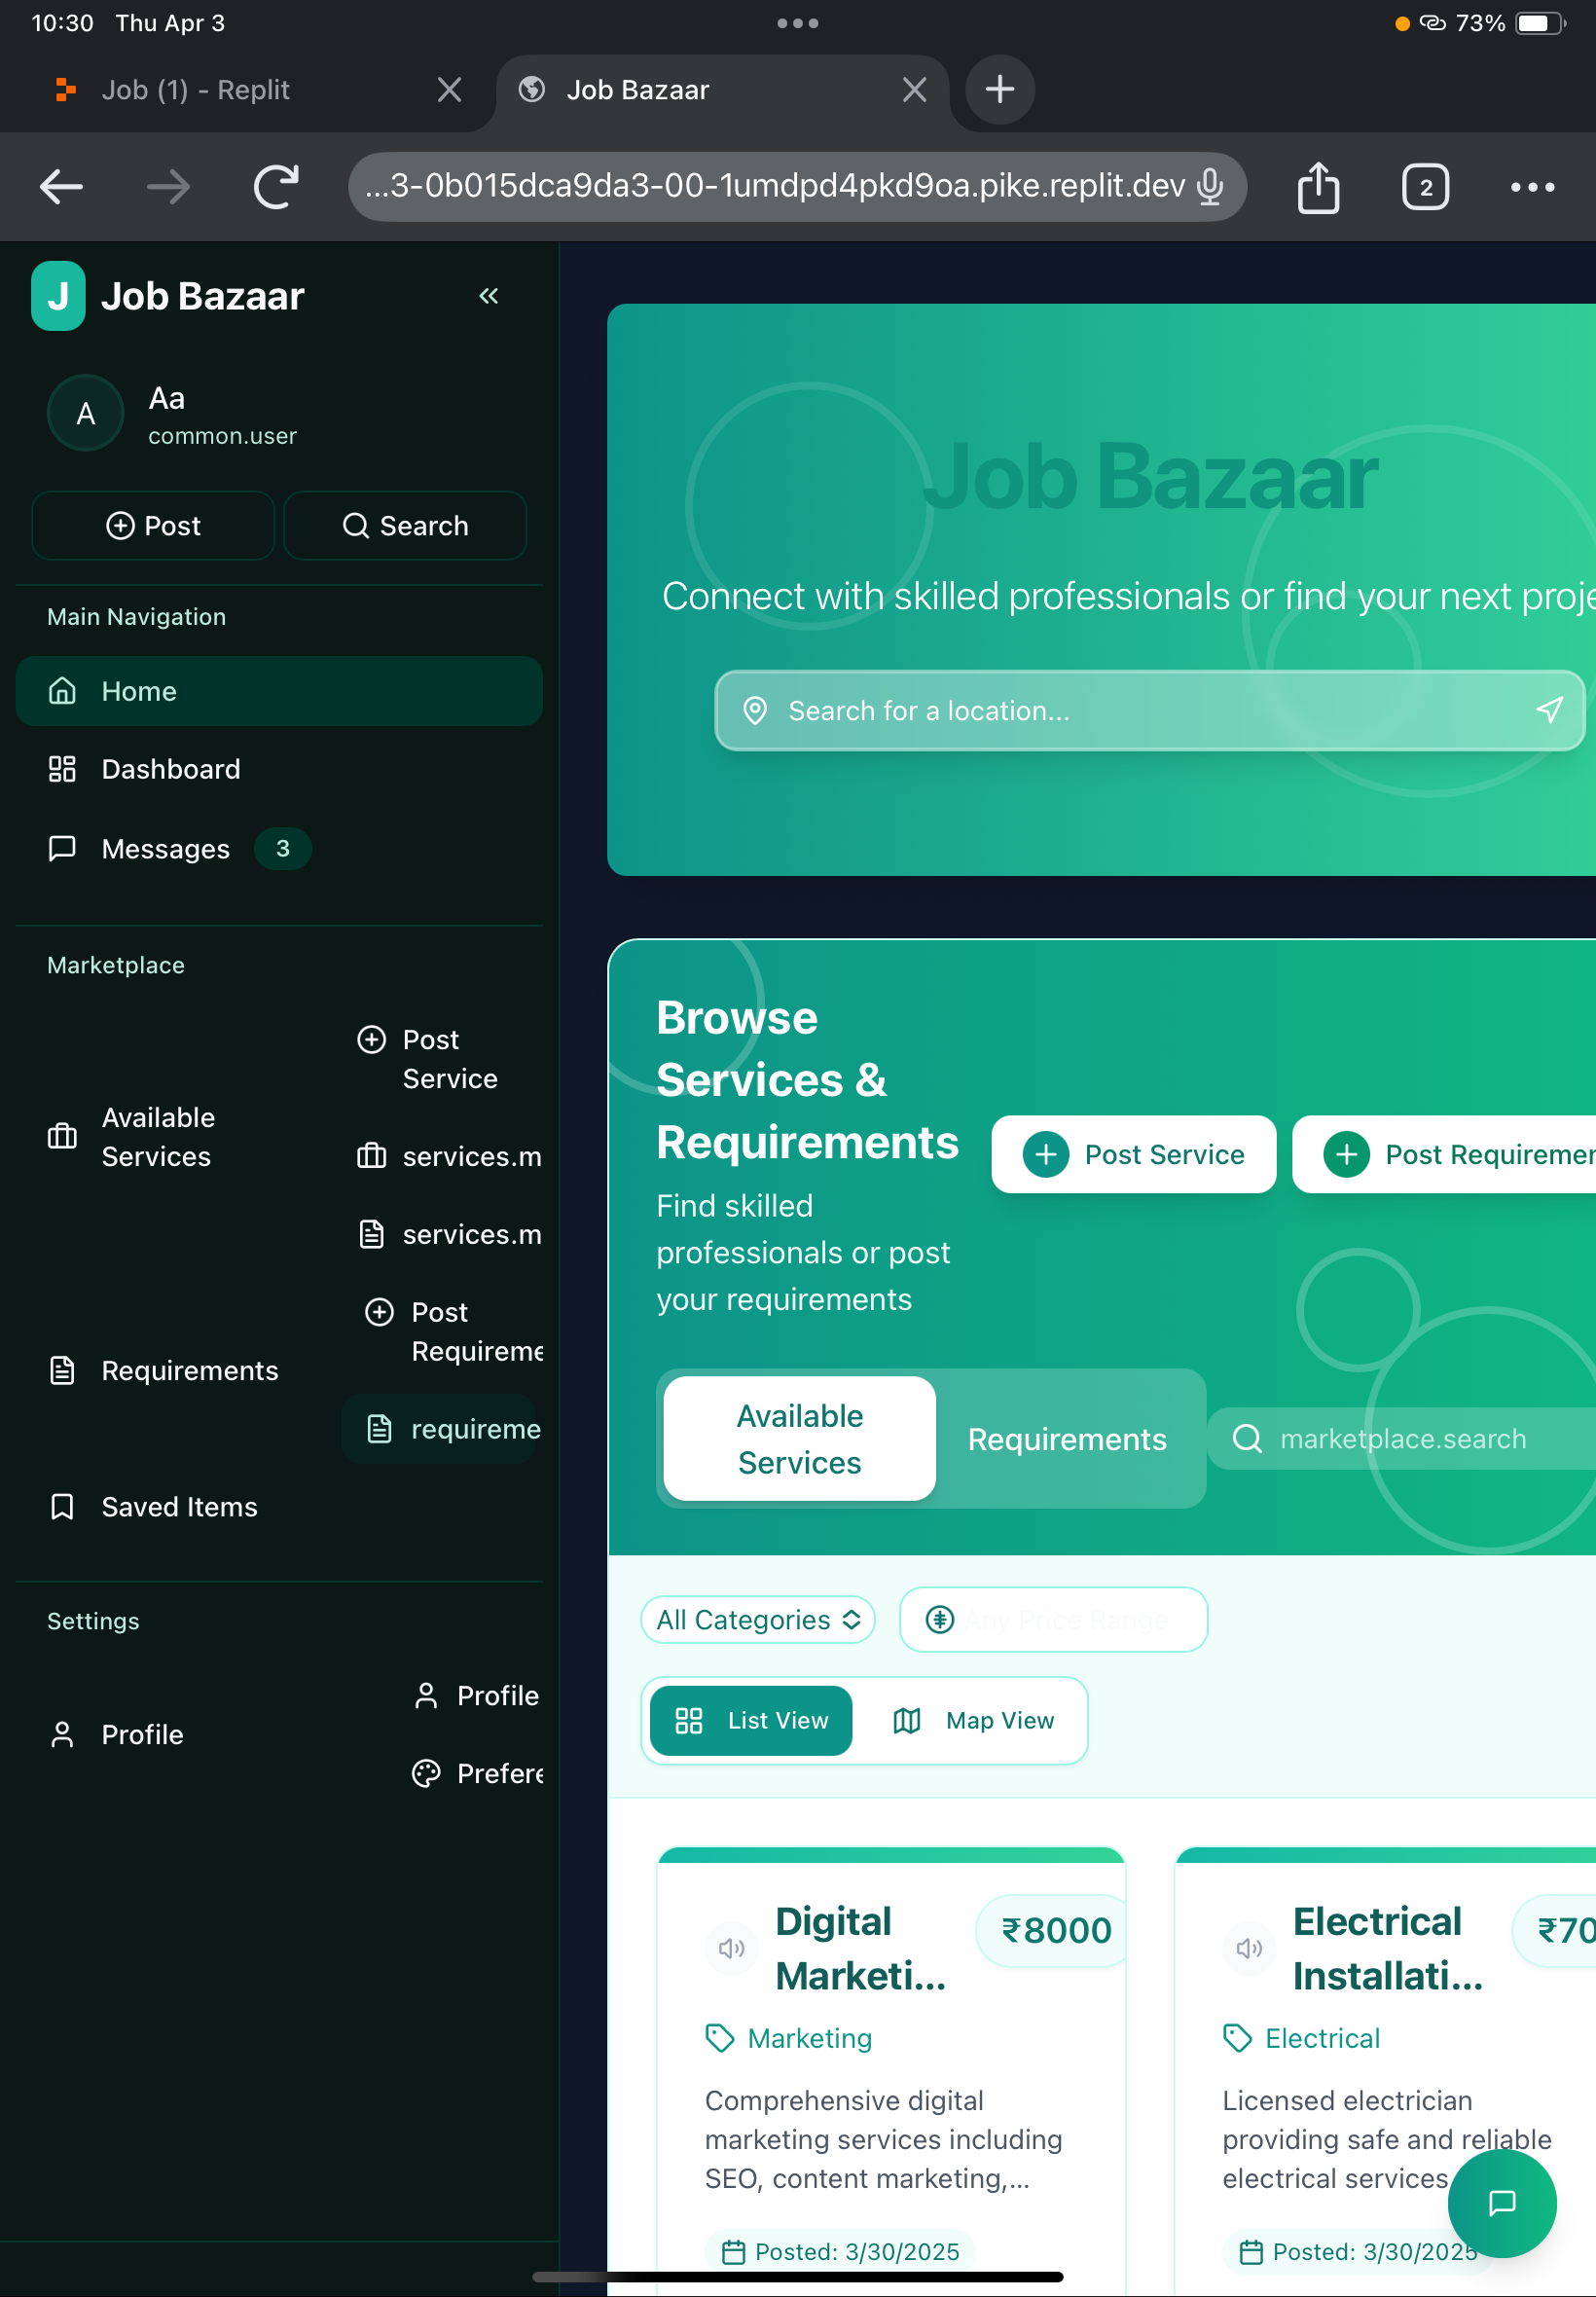 10:30 Thu Apr 3
73%
Job (1) - Replit
Job Bazaar
...3-0b015dca9da3-00-1umdpd4pkd9oa.pike.replit.dev
2
J Job Bazaar
A
Aa
common.user
Post
Search
Main Navigation
Home
Dashboard
Messages 3
Marketplace
Available
Services
Post
Service
services.m
services.m
Requirements
Post
Requireme
requireme
Saved Items
Settings
Profile
Profile
Prefere
Job Bazaar
Connect with skilled professionals or find your next proje
Search for a location...
Browse
Services &
Requirements
Find skilled
professionals or post
your requirements
Post Service
Post Requiremen
Available
Services
Requirements
marketplace.search
All Categories
Any Price Range
List View
Map View
Digital
Marketi...
₹8000
Marketing
Comprehensive digital
marketing services including
SEO, content marketing,...
Posted: 3/30/2025
Electrical
Installati...
₹70
Electrical
Licensed electrician
providing safe and reliable
electrical services
Posted: 3/30/2025